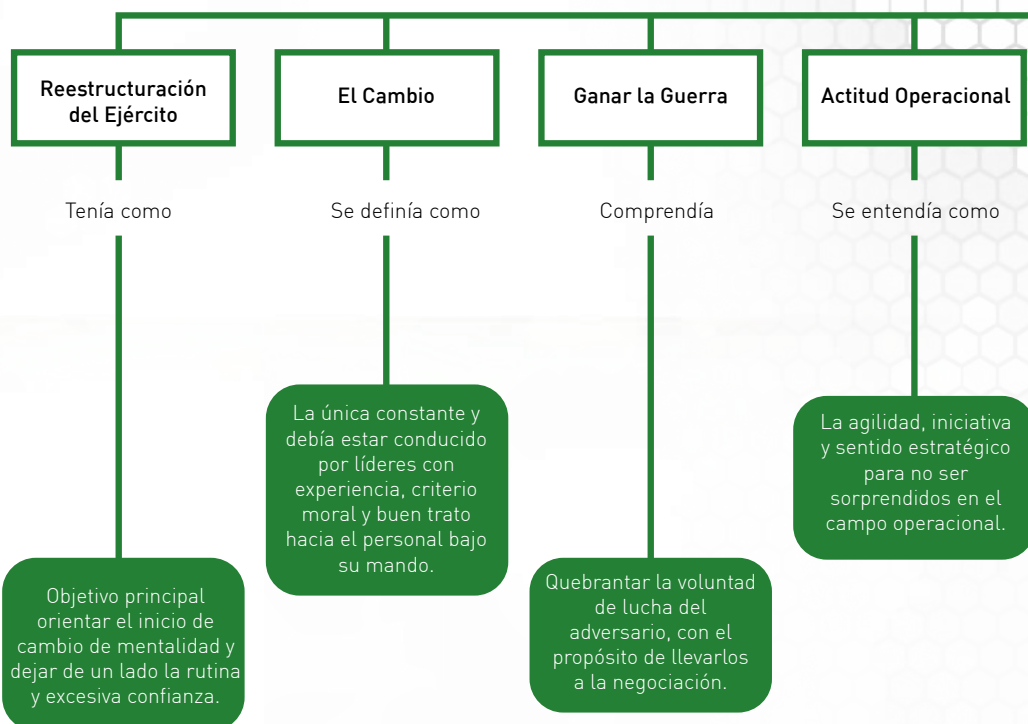 Reestructuración
del Ejército
El Cambio
Ganar la Guerra
Actitud Operacional
Tenía como
Se definía como
Comprendía
Se entendía como
Objetivo principal
orientar el inicio de
cambio de mentalidad y
dejar de un lado la rutina
y excesiva confianza.
La única constante y
debía estar conducido
por líderes con
experiencia, criterio
moral y buen trato
hacia el personal bajo
su mando.
Quebrantar la voluntad
de lucha del
adversario, con el
propósito de llevarlos
a la negociación.
La agilidad, iniciativa
y sentido estratégico
para no ser
sorprendidos en el
campo operacional.